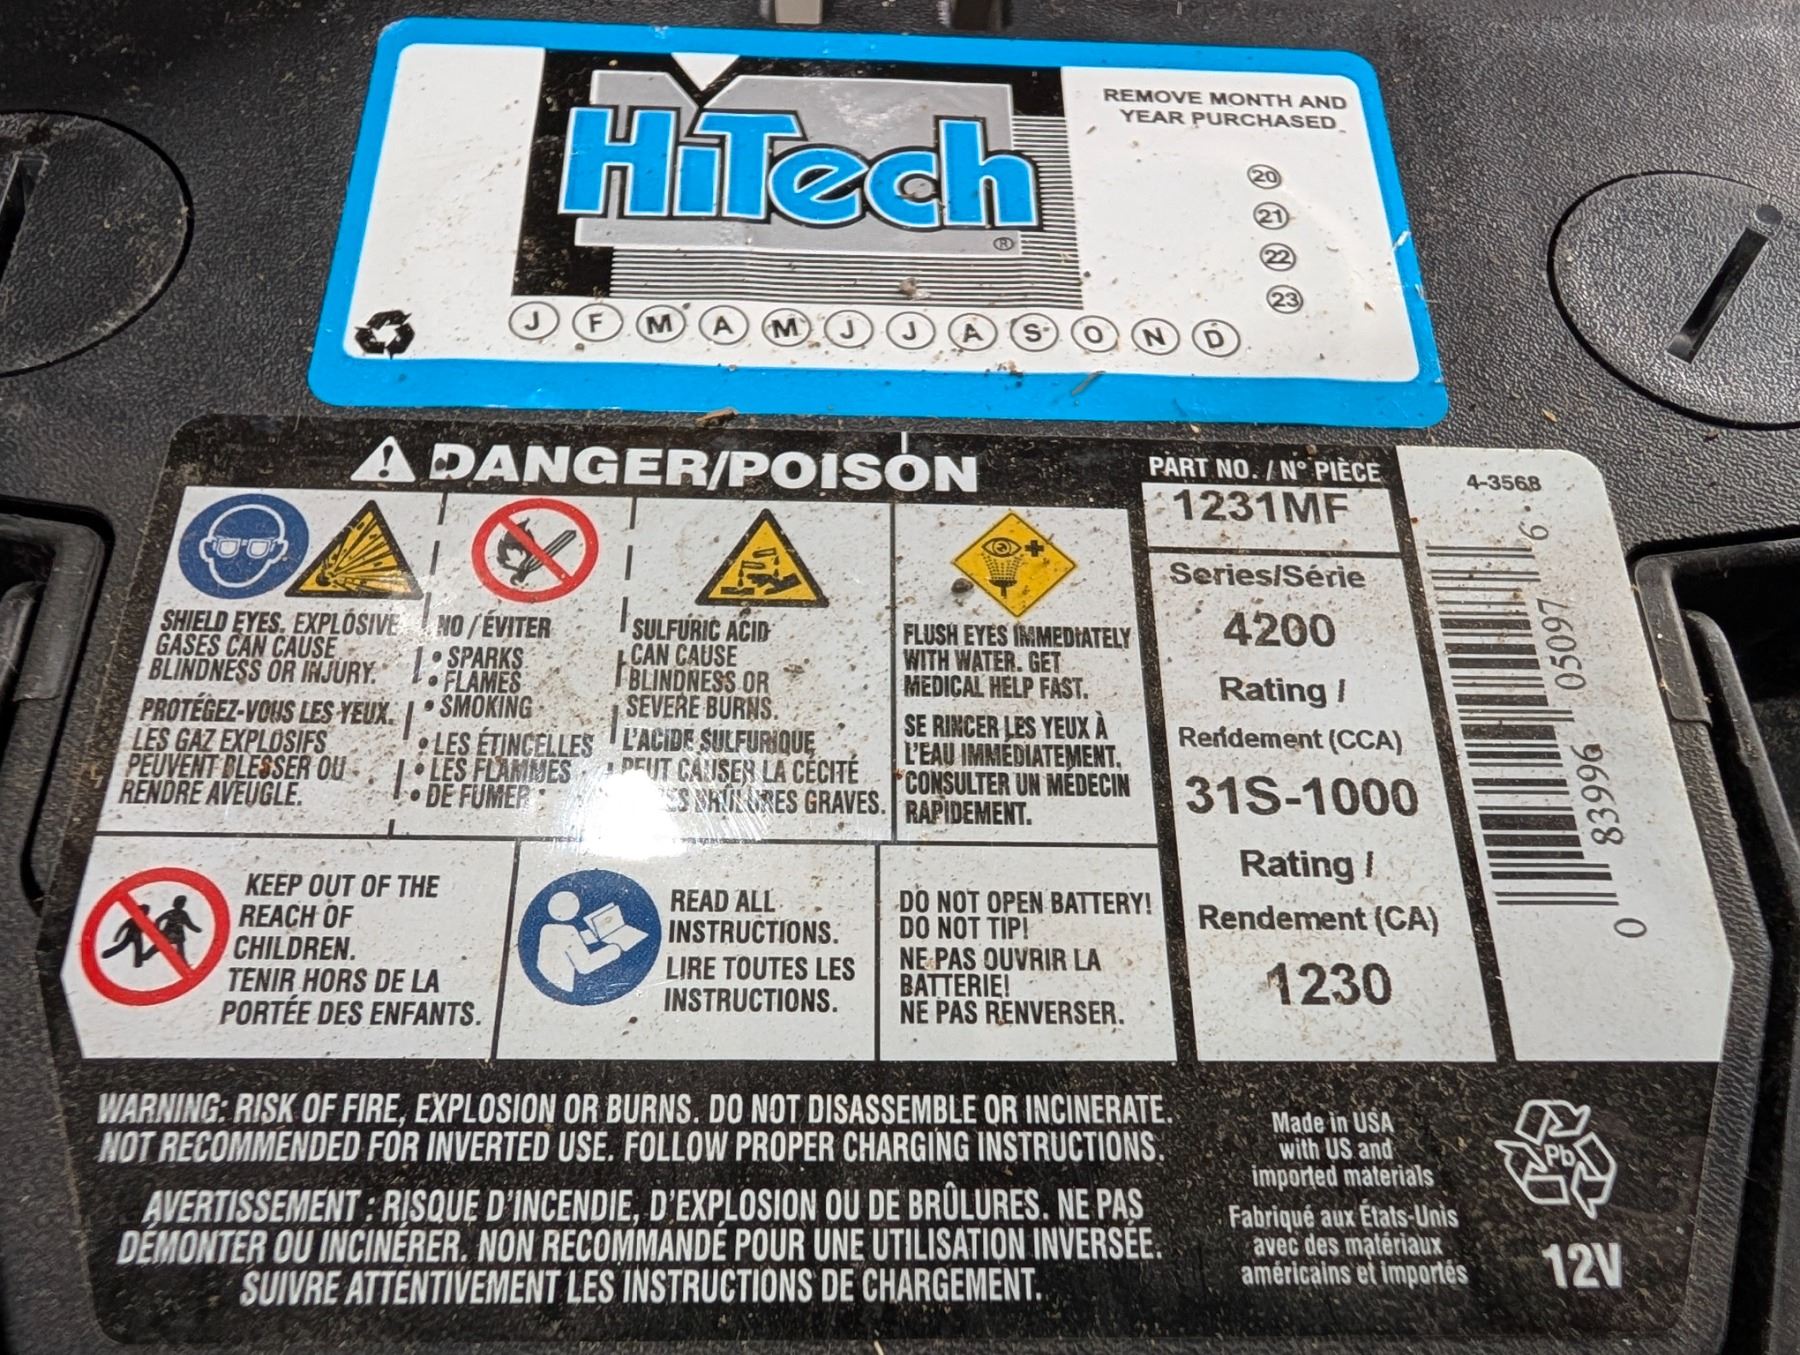 HiTech
®
REMOVE MONTH AND
YEAR PURCHASED
20
21
22
23
J F M A M J J A S O N D
DANGER/POISON
SHIELD EYES, EXPLOSIVE
GASES CAN CAUSE
BLINDNESS OR INJURY.
PROTÉGEZ-VOUS LES YEUX.
LES GAZ EXPLOSIFS
PEUVENT BLESSER OU
RENDRE AVEUGLE.
NO / ÉVITER
• SPARKS
• FLAMES
• SMOKING
• LES ÉTINCELLES
• LES FLAMMES
• DE FUMER
SULFURIC ACID
CAN CAUSE
BLINDNESS OR
SEVERE BURNS.
L'ACIDE SULFURIQUE
PEUT CAUSER LA CÉCITÉ
BRÛLURES GRAVES.
FLUSH EYES IMMEDIATELY
WITH WATER. GET
MEDICAL HELP FAST.
SE RINCER LES YEUX À
L'EAU IMMÉDIATEMENT.
CONSULTER UN MÉDECIN
RAPIDEMENT.
KEEP OUT OF THE
REACH OF
CHILDREN.
TENIR HORS DE LA
PORTÉE DES ENFANTS.
READ ALL
INSTRUCTIONS.
LIRE TOUTES LES
INSTRUCTIONS.
DO NOT OPEN BATTERY!
DO NOT TIP!
NE PAS OUVRIR LA
BATTERIE!
NE PAS RENVERSER.
PART NO. / N° PIÈCE
1231MF
Series/Série
4200
Rating /
Rendement (CCA)
31S-1000
Rating /
Rendement (CA)
1230
4-3568
0 83996 05097 6
WARNING: RISK OF FIRE, EXPLOSION OR BURNS. DO NOT DISASSEMBLE OR INCINERATE.
NOT RECOMMENDED FOR INVERTED USE. FOLLOW PROPER CHARGING INSTRUCTIONS.
AVERTISSEMENT : RISQUE D'INCENDIE, D'EXPLOSION OU DE BRÛLURES. NE PAS
DÉMONTER OU INCINÉRER. NON RECOMMANDÉ POUR UNE UTILISATION INVERSÉE.
SUIVRE ATTENTIVEMENT LES INSTRUCTIONS DE CHARGEMENT.
Made in USA
with US and
imported materials
Fabriqué aux États-Unis
avec des matériaux
américains et importés
Pb
12V